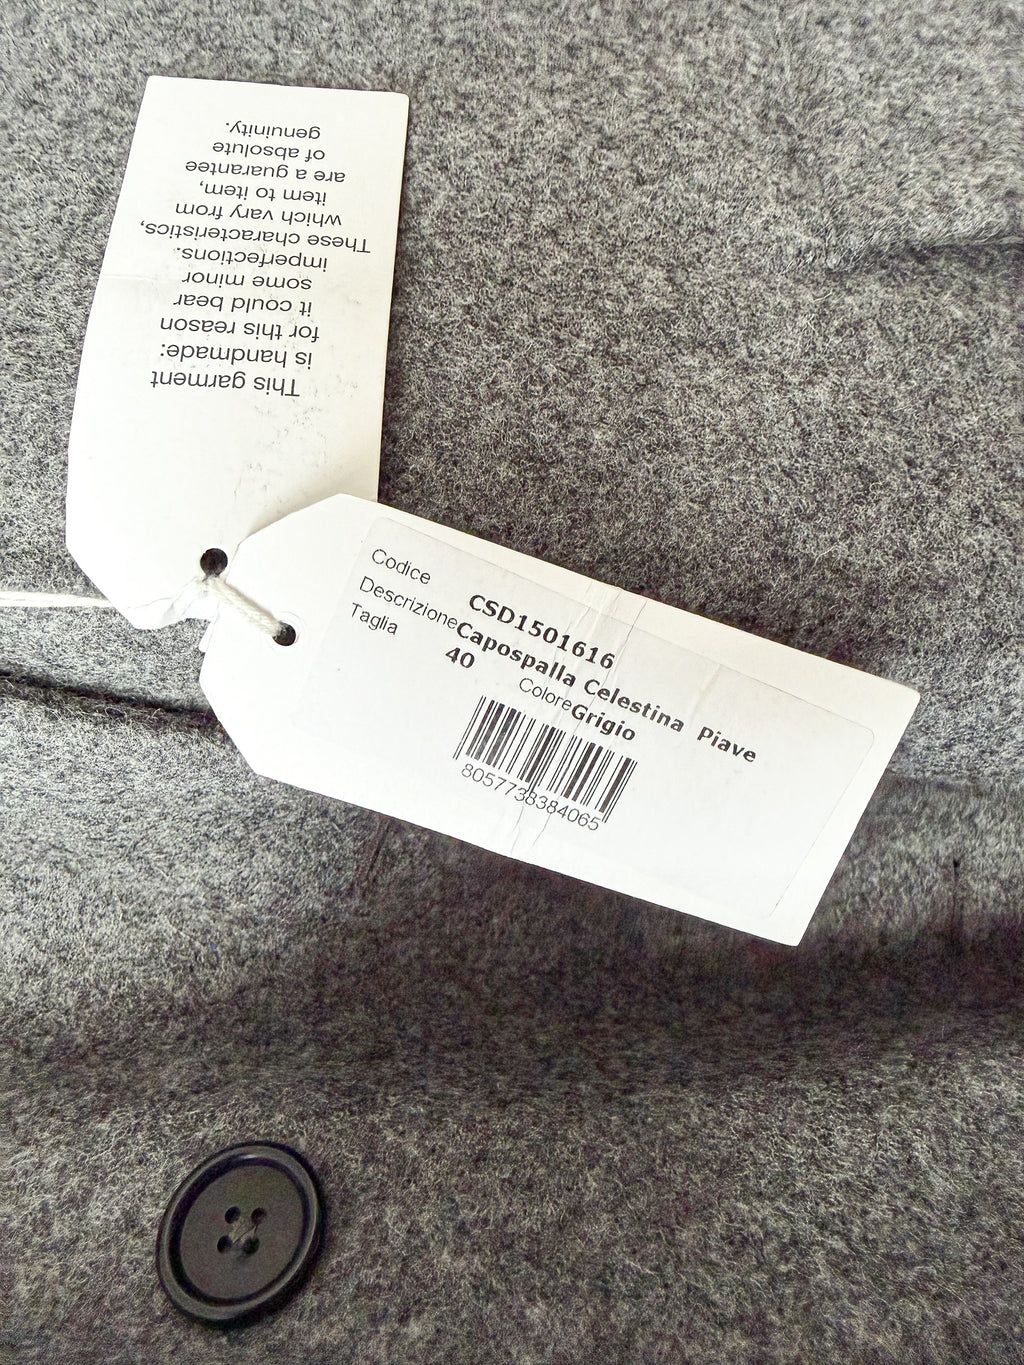 This garment
is handmade:
for this reason
it could bear
some minor
imperfections.
These characteristics,
which vary from
item to item,
are a guarantee
of absolute
genuinity.
Codice CSD1501616
Descrizione Capospalla Celestina Piave
Taglia 40
Colore Grigio
8057738384065